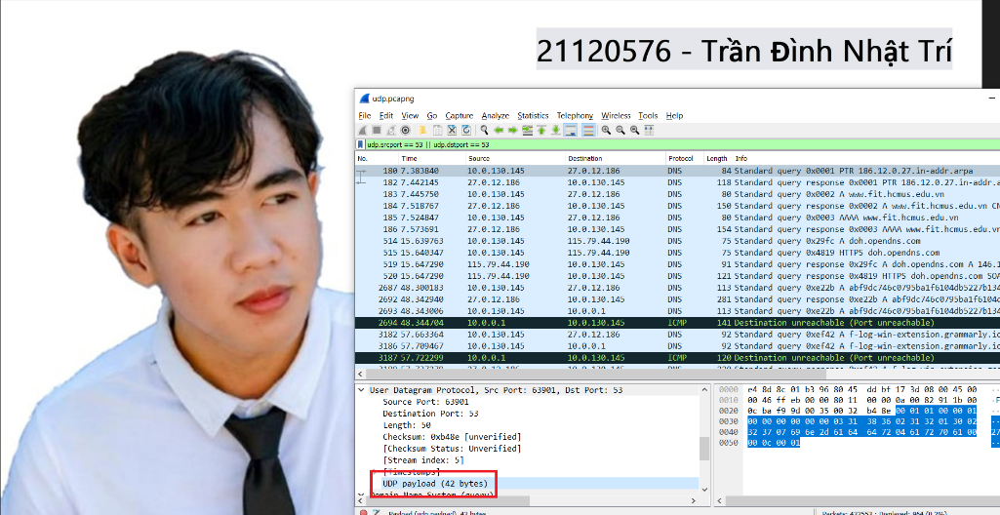 21120576 - Trần Đình Nhật Trí
udp.pcapng
File Edit View Go Capture Analyze Statistics Telephony Wireless Tools Help
udp.srcport == 53 || udp.dstport == 53
No. Time Source Destination Protocol Length Info
180 7.383840 10.0.130.145 27.0.12.186 DNS 84 Standard query 0x0001 PTR 186.12.0.27.in-addr.arpa
182 7.442145 27.0.12.186 10.0.130.145 DNS 118 Standard query response 0x0001 PTR 186.12.0.27.in-addr.a
183 7.445750 10.0.130.145 27.0.12.186 DNS 80 Standard query 0x0002 A www.fit.hcmus.edu.vn
184 7.518767 27.0.12.186 10.0.130.145 DNS 150 Standard query response 0x0002 A www.fit.hcmus.edu.vn CN
185 7.524847 10.0.130.145 27.0.12.186 DNS 80 Standard query 0x0003 AAAA www.fit.hcmus.edu.vn
186 7.573691 27.0.12.186 10.0.130.145 DNS 154 Standard query response 0x0003 AAAA www.fit.hcmus.edu.v
514 15.639763 10.0.130.145 115.79.44.190 DNS 75 Standard query 0x29fc A doh.opendns.com
515 15.640347 10.0.130.145 115.79.44.190 DNS 75 Standard query 0x4819 HTTPS doh.opendns.com
519 15.647290 115.79.44.190 10.0.130.145 DNS 91 Standard query response 0x29fc A doh.opendns.com A 146.1
520 15.647290 115.79.44.190 10.0.130.145 DNS 121 Standard query response 0x4819 HTTPS doh.opendns.com SOA
2687 48.300183 10.0.130.145 27.0.12.186 DNS 113 Standard query 0xe22b A abf9dc746c0795ba1f6104db5227b134
2692 48.342940 27.0.12.186 10.0.130.145 DNS 281 Standard query response 0xe22b A abf9dc746c0795ba1f6104d
2693 48.343006 10.0.130.145 10.0.0.1 DNS 113 Standard query 0xe22b A abf9dc746c0795ba1f6104db5227b134
2694 48.344704 10.0.0.1 10.0.130.145 ICMP 141 Destination unreachable (Port unreachable)
3182 57.663364 10.0.130.145 27.0.12.186 DNS 92 Standard query 0xef42 A f-log-win-extension.grammarly.io
3186 57.709467 10.0.130.145 10.0.0.1 DNS 92 Standard query 0xef42 A f-log-win-extension.grammarly.io
3187 57.722299 10.0.0.1 10.0.130.145 ICMP 120 Destination unreachable (Port unreachable)
User Datagram Protocol, Src Port: 63901, Dst Port: 53
Source Port: 63901
Destination Port: 53
Length: 50
Checksum: 0xb48e [unverified]
[Checksum Status: Unverified]
[Stream index: 5]
[Timestamps]
UDP payload (42 bytes)
Domain Name System (query)
0000 e4 8d 8c 01 b3 96 80 45 dd bf 17 3d 08 00 45 00
0010 00 46 ff eb 00 00 80 11 00 00 0a 00 82 91 1b 00
0020 0c ba f9 9d 00 35 00 32 b4 8e 00 01 01 00 00 01
0030 00 00 00 00 00 00 03 31 38 36 02 31 32 01 30 02
0040 32 37 07 69 6e 2d 61 64 64 72 04 61 72 70 61 00
0050 00 0c 00 01
Payload (udp.payload), 42 bytes